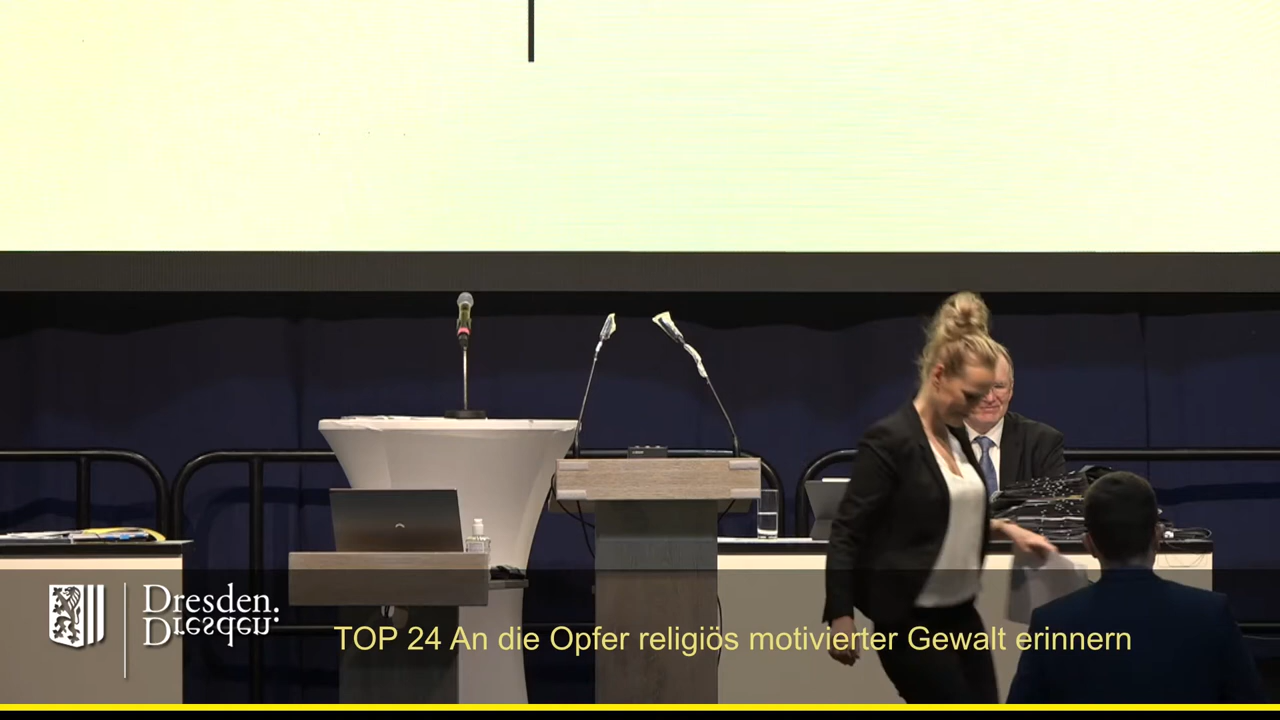 Dresden.
Dresden.
TOP 24 An die Opfer religiös motivierter Gewalt erinnern